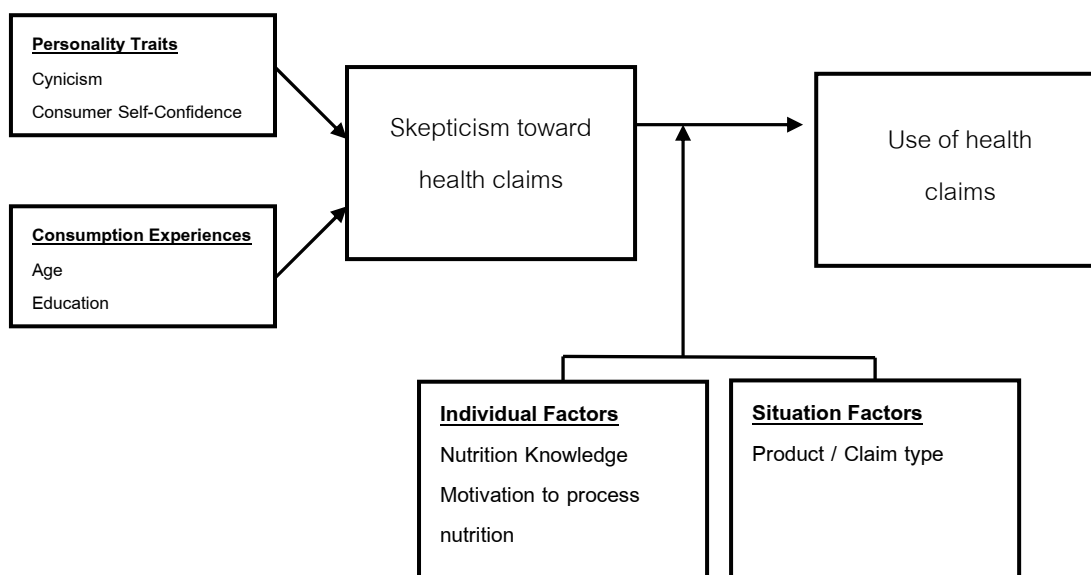 Personality Traits
Cynicism
Consumer Self-Confidence
Skepticism toward
health claims
Use of health
claims
Consumption Experiences
Age
Education
Individual Factors
Nutrition Knowledge
Motivation to process
nutrition
Situation Factors
Product / Claim type